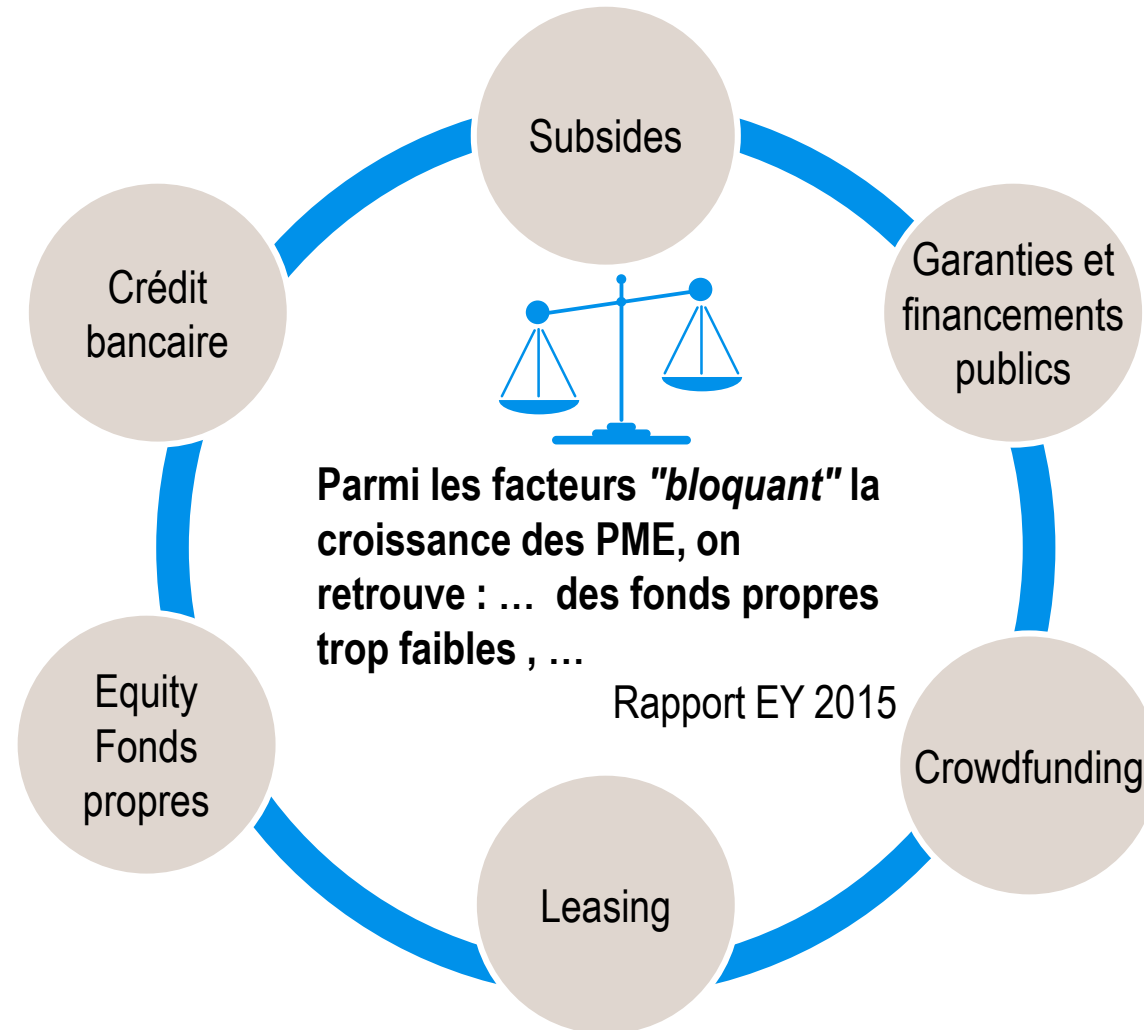 Subsides
Garanties et
financements
publics
Crédit
bancaire
Parmi les facteurs "bloquant" la
croissance des PME, on
retrouve : … des fonds propres
trop faibles , …
Rapport EY 2015
Equity
Fonds
propres
Crowdfunding
Leasing